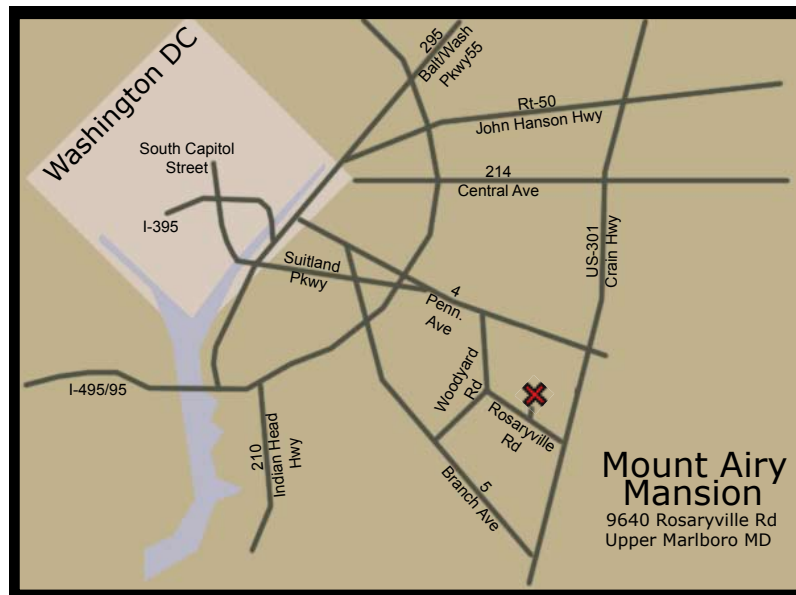 Washington DC
295
Balt/Wash
Pkwy55
Rt-50
John Hanson Hwy
South Capitol
Street
214
Central Ave
I-395
US-301
Crain Hwy
Suitland
Pkwy
4
Penn.
Ave
I-495/95
Woodyard
Rd
Rosaryville
Rd
210
Indian Head
Hwy
5
Branch Ave
Mount Airy
Mansion
9640 Rosaryville Rd
Upper Marlboro MD